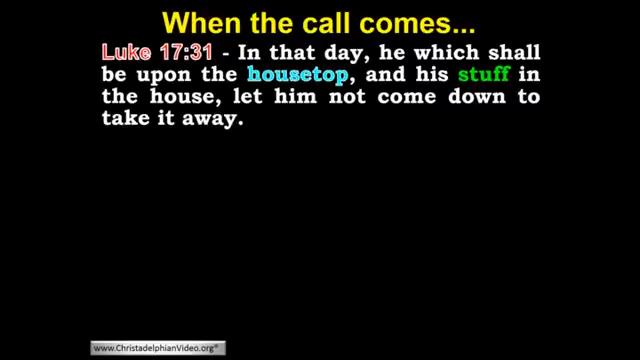 When the call comes...
Luke 17:31 - In that day, he which shall
be upon the housetop, and his stuff in
the house, let him not come down to
take it away.
www.ChristadelphianVideo.org®